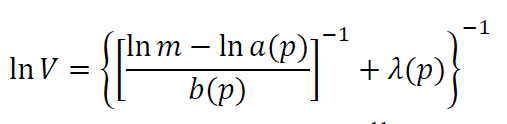 ln V = {[(ln m − ln a(p)) / b(p)]⁻¹ + λ(p)}⁻¹